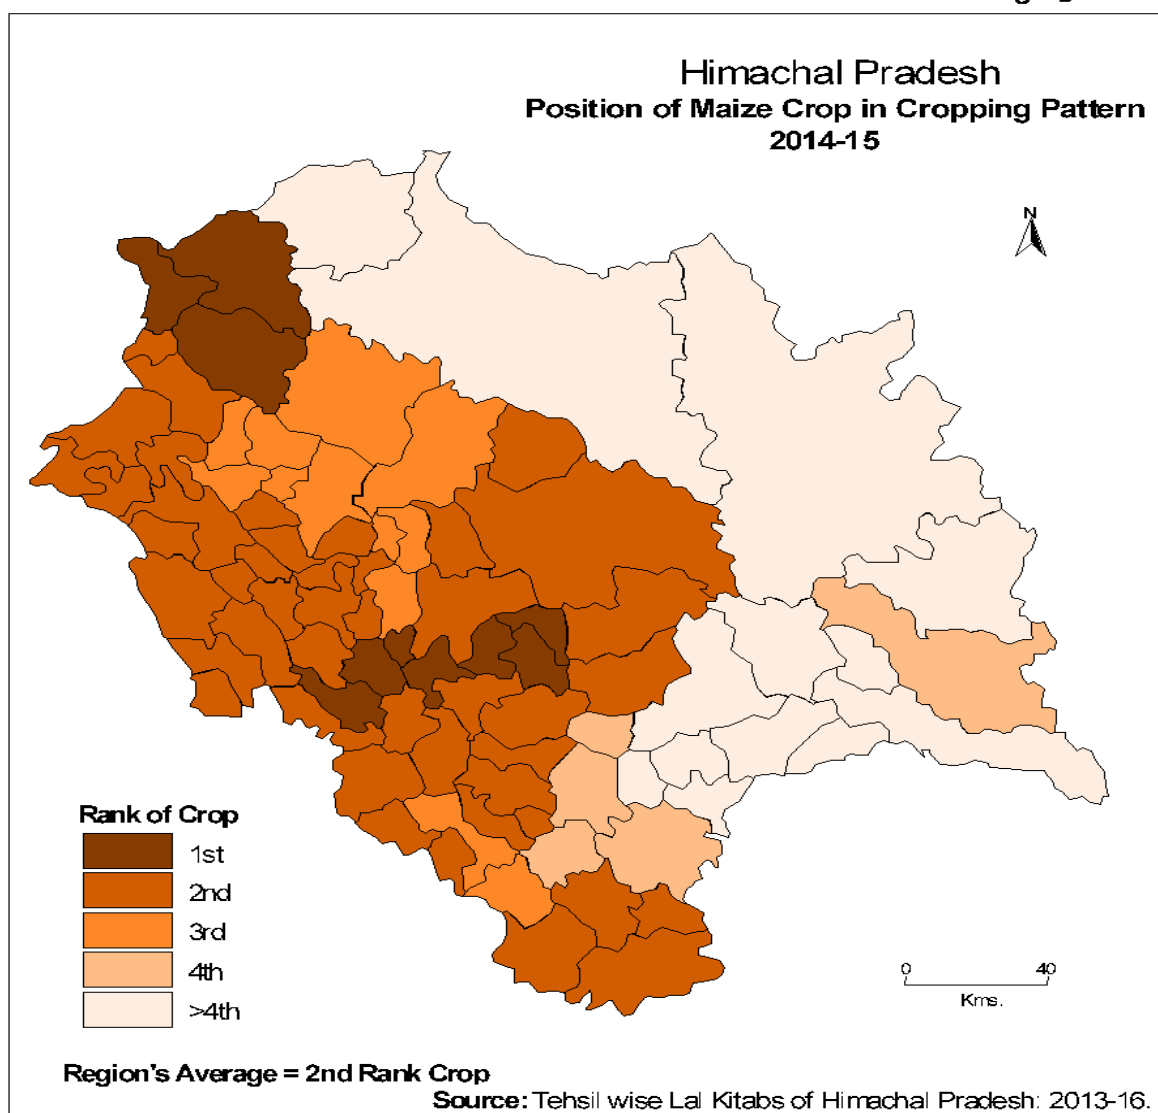 Himachal Pradesh
Position of Maize Crop in Cropping Pattern
2014-15
N
Rank of Crop
1st
2nd
3rd
4th
>4th
0 40
Kms.
Region's Average = 2nd Rank Crop
Source: Tehsil wise Lal Kitabs of Himachal Pradesh: 2013-16.